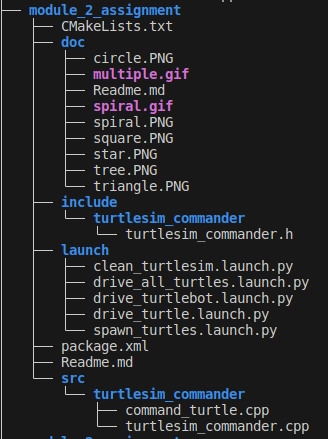 module_2_assignment
CMakeLists.txt
doc
circle.PNG
multiple.gif
Readme.md
spiral.gif
spiral.PNG
square.PNG
star.PNG
tree.PNG
triangle.PNG
include
turtlesim_commander
turtlesim_commander.h
launch
clean_turtlesim.launch.py
drive_all_turtles.launch.py
drive_turtlebot.launch.py
drive_turtle.launch.py
spawn_turtles.launch.py
package.xml
Readme.md
src
turtlesim_commander
command_turtle.cpp
turtlesim_commander.cpp